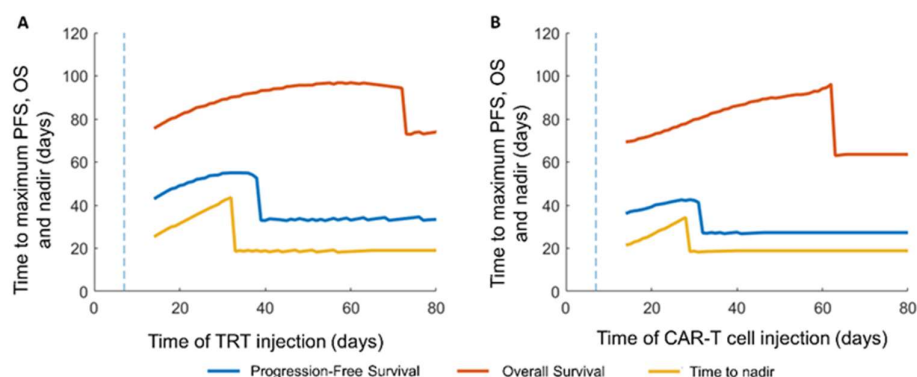 A
Time to maximum PFS, OS
and nadir (days)
120
100
80
60
40
20
0
0 20 40 60 80
Time of TRT injection (days)
B
Time to maximum PFS, OS
and nadir (days)
120
100
80
60
40
20
0
0 20 40 60 80
Time of CAR-T cell injection (days)
Progression-Free Survival Overall Survival Time to nadir